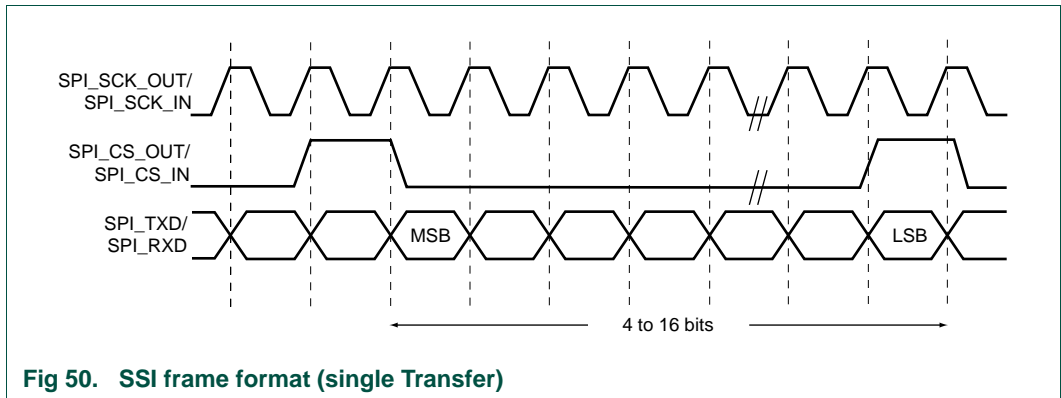 SPI_SCK_OUT/
SPI_SCK_IN
SPI_CS_OUT/
SPI_CS_IN
SPI_TXD/
SPI_RXD
MSB
LSB
4 to 16 bits
Fig 50. SSI frame format (single Transfer)